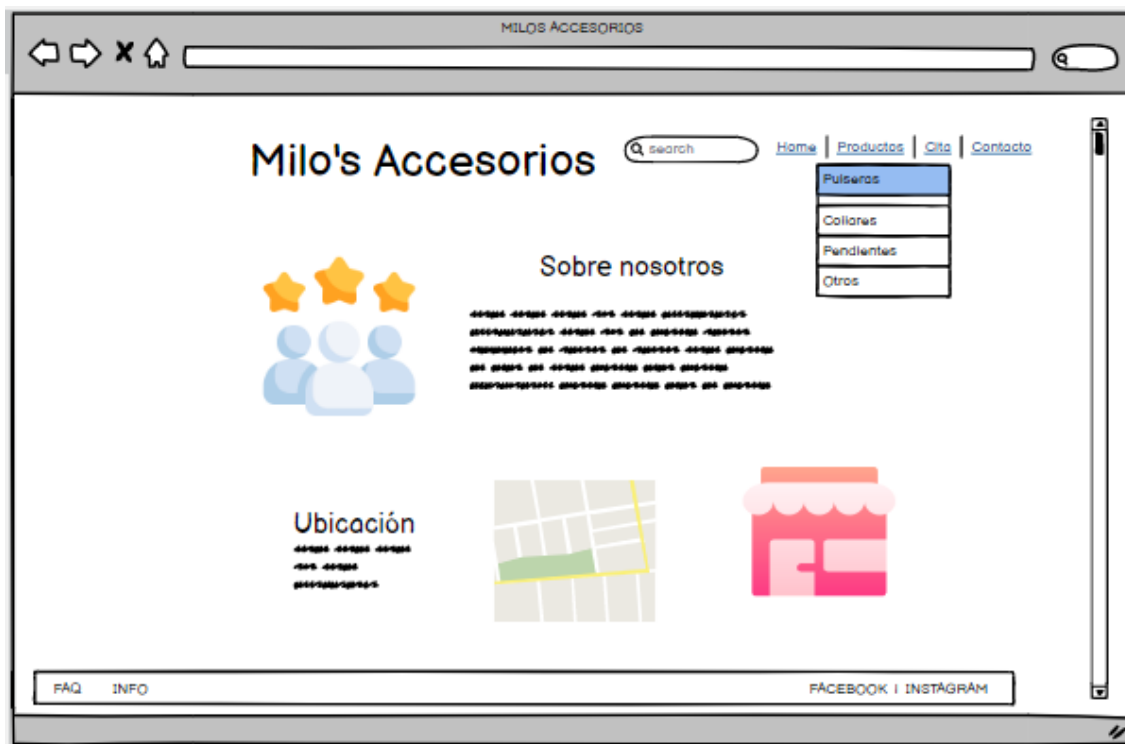 MILOS ACCESORIOS
Milo's Accesorios
search
Home | Productos | Cita | Contacto
Pulseras
Collares
Pendientes
Otros
Sobre nosotros
Ubicación
FAQ INFO
FACEBOOK | INSTAGRAM